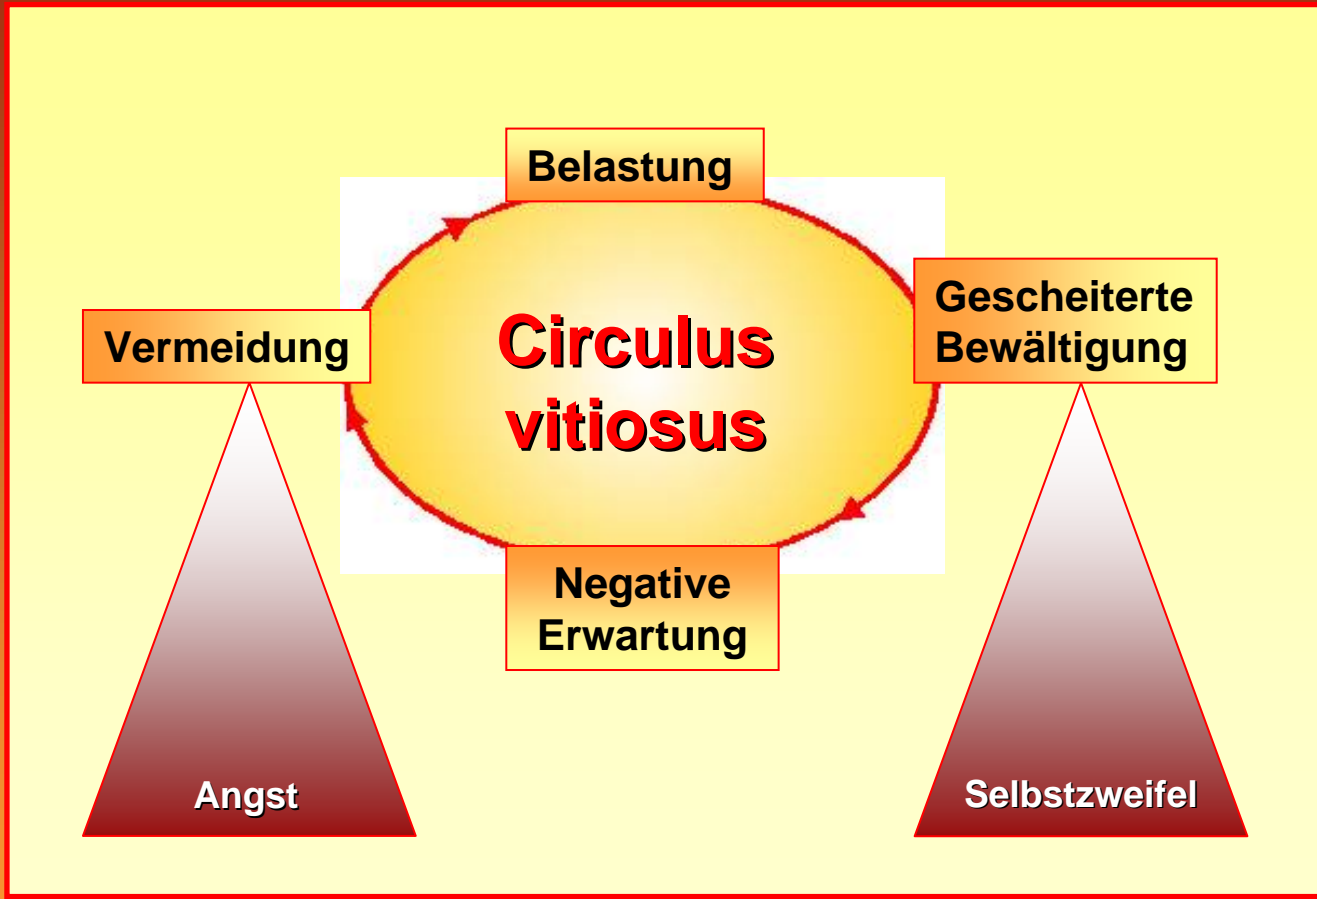 Belastung
Gescheiterte
Bewältigung
Vermeidung
Circulus
vitiosus
Negative
Erwartung
Angst
Selbstzweifel